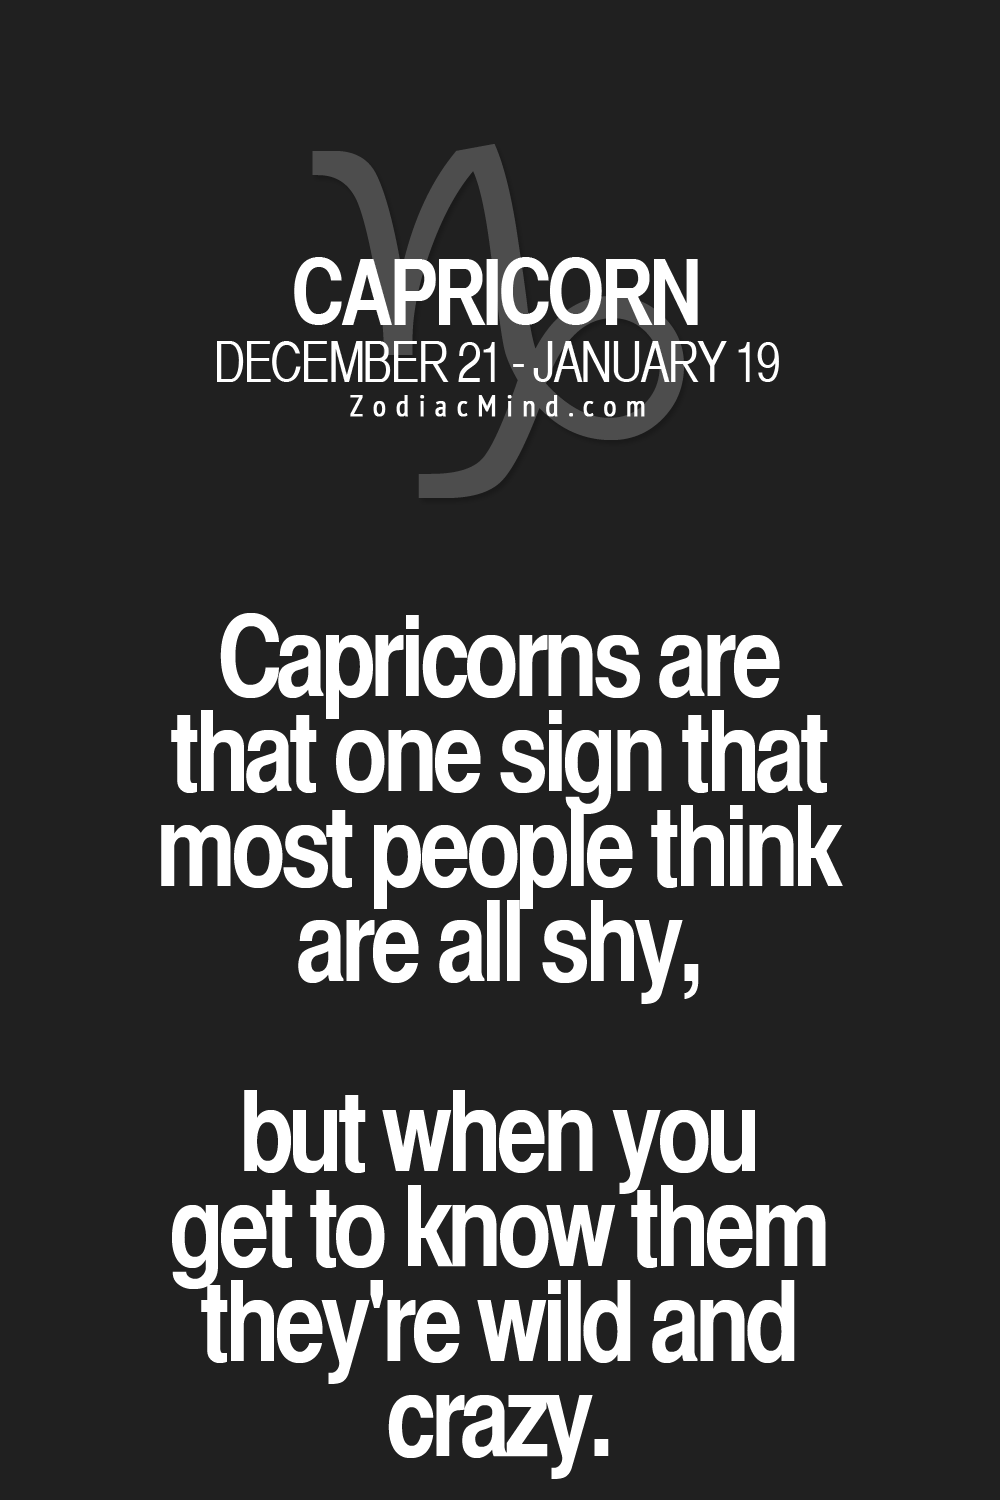 CAPRICORN
DECEMBER 21 - JANUARY 19
ZodiacMind.com
Capricorns are
that one sign that
most people think
are all shy,
but when you
get to know them
they're wild and
crazy.